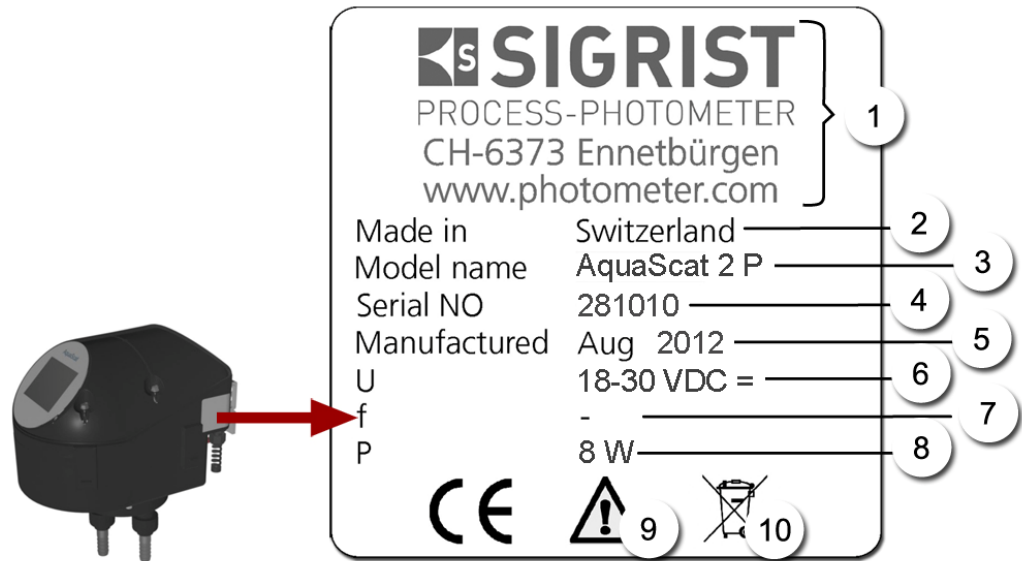 S SIGRIST
PROCESS-PHOTOMETER
CH-6373 Ennetbürgen
www.photometer.com
1
Made in Switzerland 2
Model name AquaScat 2 P 3
Serial NO 281010 4
Manufactured Aug 2012 5
U 18-30 VDC = 6
f - 7
P 8 W 8
CE 9 10
AquaScat